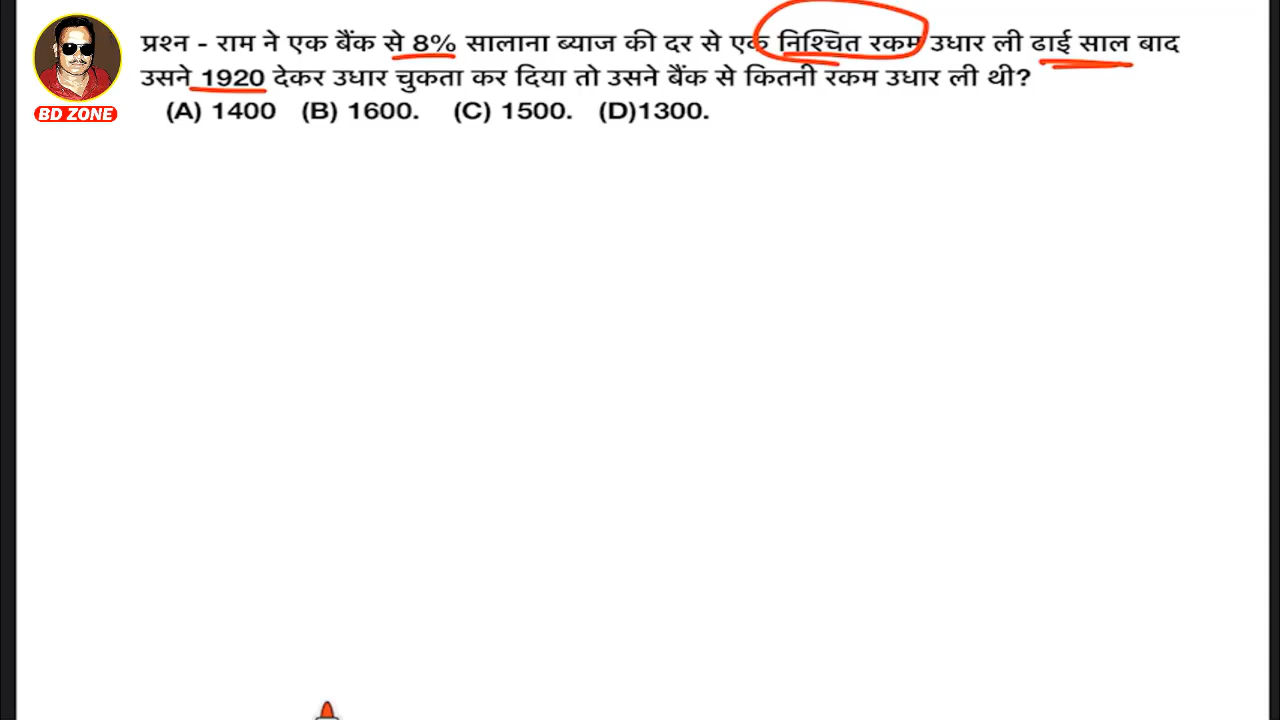 प्रश्न - राम ने एक बैंक से 8% सालाना ब्याज की दर से एक निश्चित रकम उधार ली ढाई साल बाद
उसने 1920 देकर उधार चुकता कर दिया तो उसने बैंक से कितनी रकम उधार ली थी?
(A) 1400 (B) 1600. (C) 1500. (D)1300.
BD ZONE